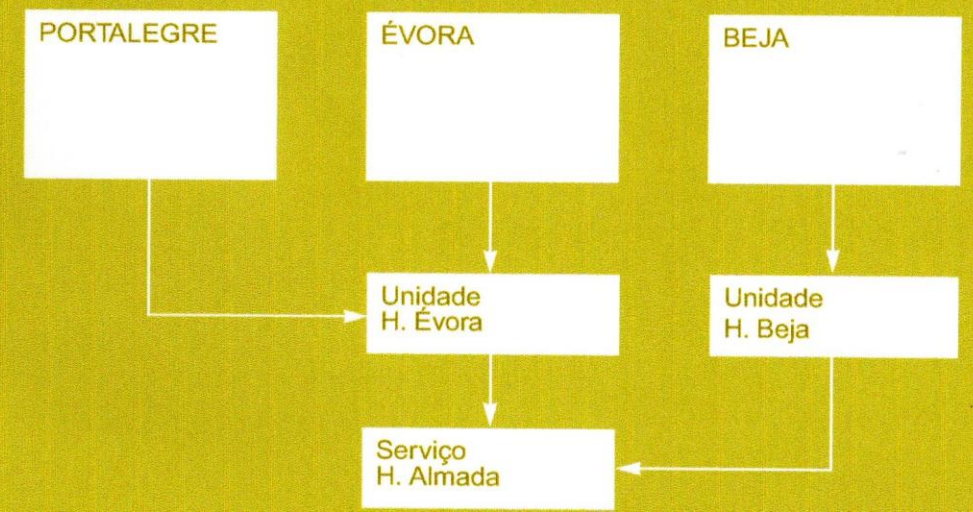 PORTALEGRE
ÉVORA
BEJA
Unidade
H. Évora
Unidade
H. Beja
Serviço
H. Almada